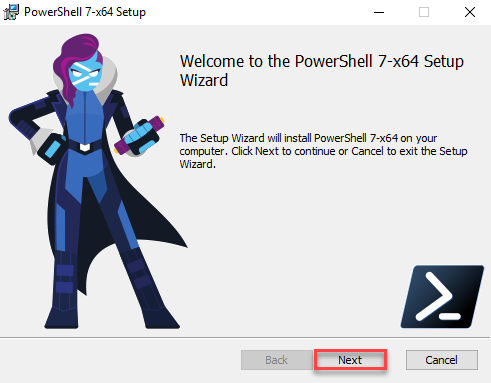 PowerShell 7-x64 Setup
Welcome to the PowerShell 7-x64 Setup
Wizard
The Setup Wizard will install PowerShell 7-x64 on your
computer. Click Next to continue or Cancel to exit the Setup
Wizard.
Back
Next
Cancel